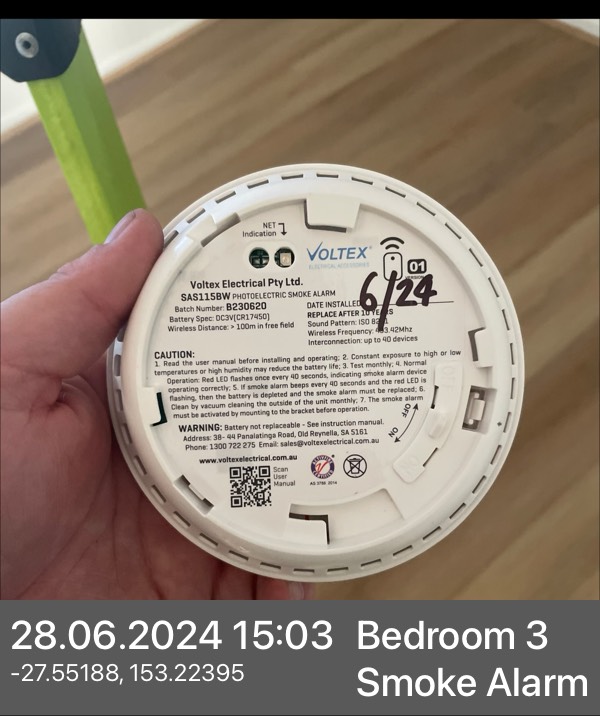 NET
Indication
VOLTEX®
ELECTRICAL ACCESSORIES
01
VERSION
Voltex Electrical Pty Ltd.
SAS115BW PHOTOELECTRIC SMOKE ALARM
Batch Number: B230620
Battery Spec: DC3V(CR17450)
Wireless Distance: > 100m in free field
DATE INSTALLED 6/24
REPLACE AFTER 10 YEARS
Sound Pattern: ISO 8201
Wireless Frequency: 433.42Mhz
Interconnection: up to 40 devices
CAUTION:
1. Read the user manual before installing and operating; 2. Constant exposure to high or low
temperatures or high humidity may reduce the battery life; 3. Test monthly; 4. Normal
Operation: Red LED flashes once every 40 seconds, indicating smoke alarm device
operating correctly; 5. If smoke alarm beeps every 40 seconds and the red LED is
flashing, then the battery is depleted and the smoke alarm must be replaced; 6.
Clean by vacuum cleaning the outside of the unit monthly; 7. The smoke alarm
must be activated by mounting to the bracket before operation.
WARNING: Battery not replaceable - See instruction manual.
Address: 38- 44 Panalatinga Road, Old Reynella, SA 5161
Phone: 1300 722 275 Email: sales@voltexelectrical.com.au
www.voltexelectrical.com.au
Scan
User
Manual
AS 3786 2014
OFF
ON
28.06.2024 15:03
-27.55188, 153.22395
Bedroom 3
Smoke Alarm